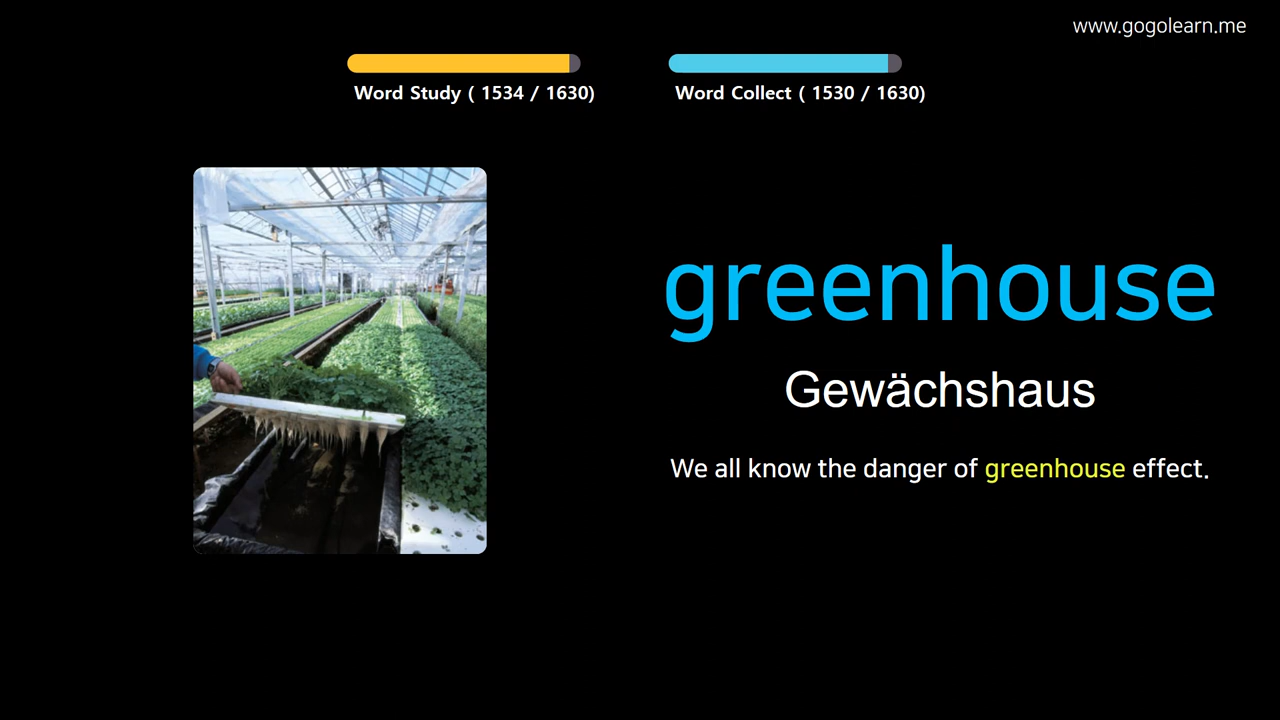 www.gogolearn.me
Word Study ( 1534 / 1630)
Word Collect ( 1530 / 1630)
greenhouse
Gewächshaus
We all know the danger of greenhouse effect.